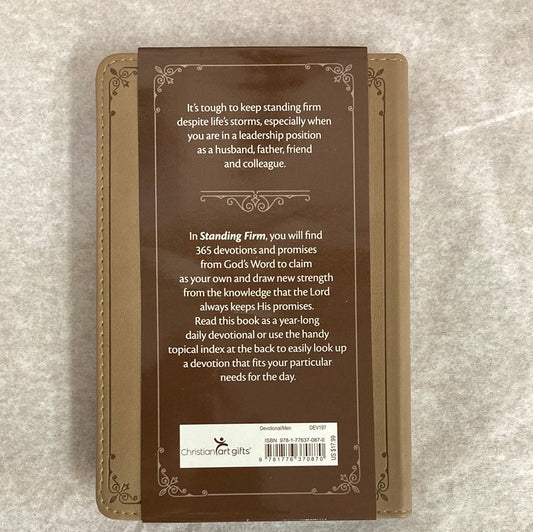 It's tough to keep standing firm
despite life's storms, especially when
you are in a leadership position
as a husband, father, friend
and colleague.
In Standing Firm, you will find
365 devotions and promises
from God's Word to claim
as your own and draw new strength
from the knowledge that the Lord
always keeps His promises.
Read this book as a year-long
daily devotional or use the handy
topical index at the back to easily look up
a devotion that fits your particular
needs for the day.
Devotional/Men DEV197
ISBN 978-1-77637-087-0
christian art gifts®
9 781776 370870
US $17.99